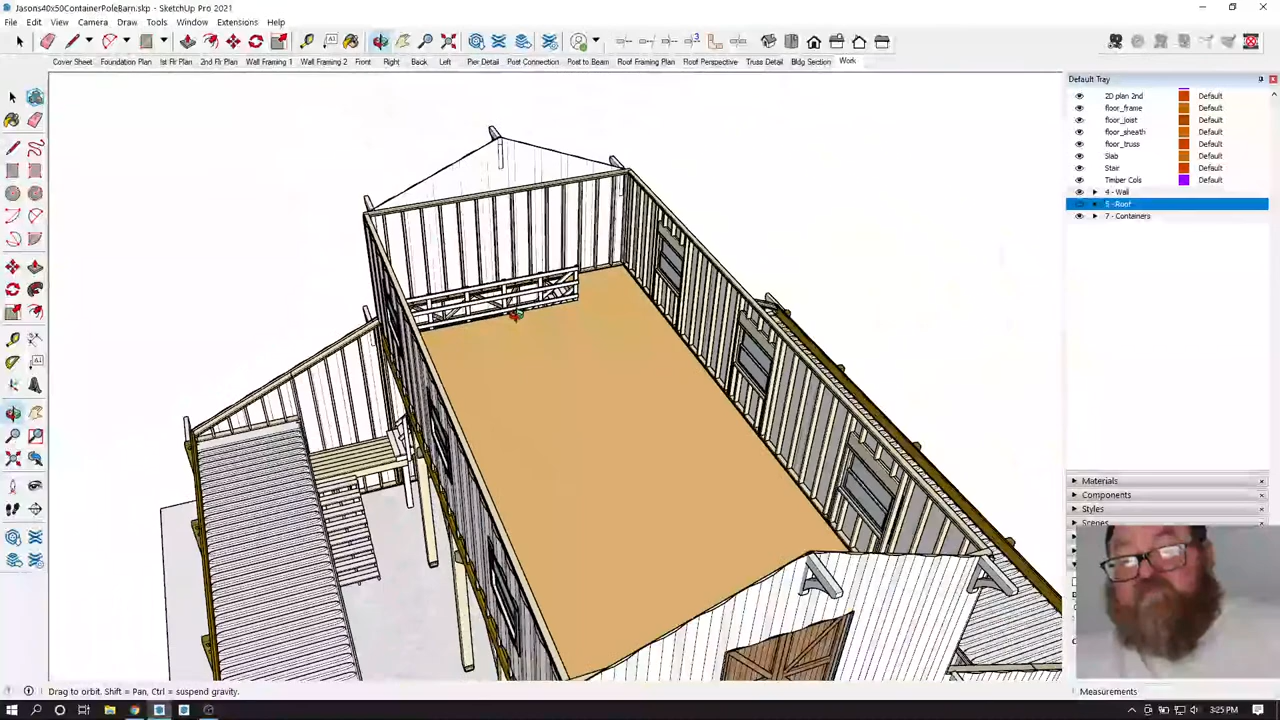 Jasons40x50ContainerPoleBarn.skp - SketchUp Pro 2021
File Edit View Camera Draw Tools Window Extensions Help
Cover Sheet Foundation Plan 1st Flr Plan 2nd Flr Plan Wall Framing 1 Wall Framing 2 Front Right Back Left Pier Detail Post Connection Post to Beam Roof Framing Plan Roof Perspective Truss Detail Bldg Section Work
Default Tray
2D plan 2nd Default
floor_frame Default
floor_joist Default
floor_sheath Default
floor_truss Default
Slab Default
Stair Default
Timber Cols Default
4 - Wall
5 - Roof
7 - Containers
Materials
Components
Styles
Scenes
Drag to orbit. Shift = Pan, Ctrl = suspend gravity.
Measurements
3:25 PM